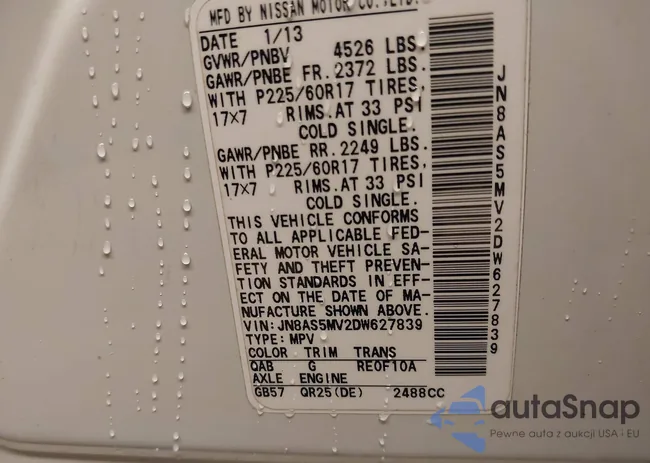 MFD BY NISSAN MOTOR CO.,LTD.
DATE 1/13
GVWR/PNBV 4526 LBS.
GAWR/PNBE FR. 2372 LBS.
WITH P225/60R17 TIRES,
17X7 RIMS.AT 33 PSI
COLD SINGLE.
GAWR/PNBE RR. 2249 LBS.
WITH P225/60R17 TIRES,
17X7 RIMS.AT 33 PSI
COLD SINGLE.
THIS VEHICLE CONFORMS
TO ALL APPLICABLE FED-
ERAL MOTOR VEHICLE SA-
FETY AND THEFT PREVEN-
TION STANDARDS IN EFF-
ECT ON THE DATE OF MA-
NUFACTURE SHOWN ABOVE.
VIN: JN8AS5MV2DW627839
TYPE: MPV
COLOR TRIM TRANS
QAB G RE0F10A
AXLE ENGINE
GB57 QR25(DE) 2488CC
JN8AS5MV2DW627839
autaSnap
Pewne auta z aukcji USA i EU